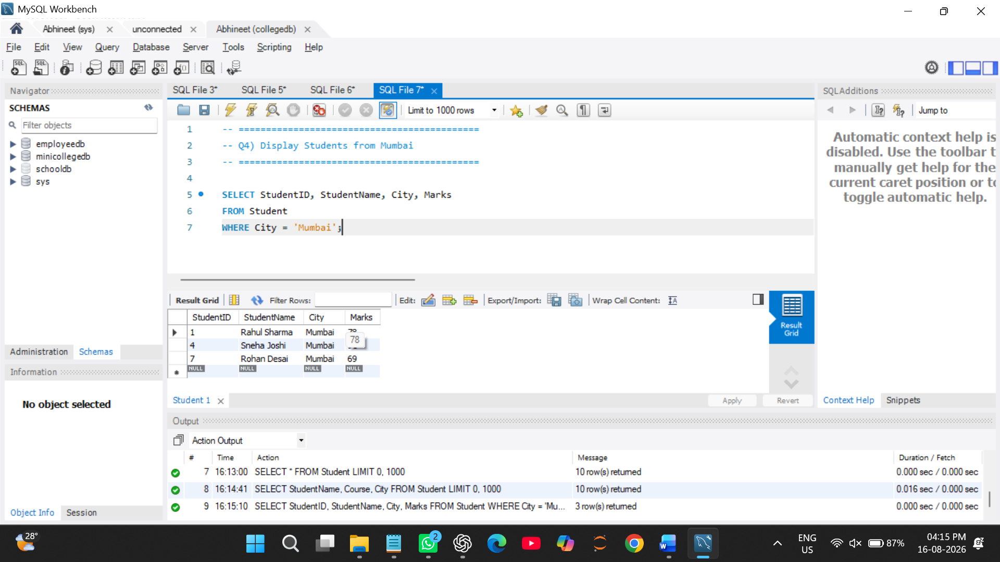 MySQL Workbench
Abhineet (sys)
unconnected
Abhineet (collegedb)
File Edit View Query Database Server Tools Scripting Help
Navigator
SCHEMAS
Filter objects
employeedb
minicollegedb
schooldb
sys
Administration Schemas
Information
No object selected
Object Info Session
SQL File 3*
SQL File 5*
SQL File 6*
SQL File 7*
Limit to 1000 rows
1 -- ============================================
2 -- Q4) Display Students from Mumbai
3 -- ============================================
4
5 SELECT StudentID, StudentName, City, Marks
6 FROM Student
7 WHERE City = 'Mumbai';
Result Grid Filter Rows: Edit: Export/Import: Wrap Cell Content:
StudentID StudentName City Marks
1 Rahul Sharma Mumbai 78
78
4 Sneha Joshi Mumbai
7 Rohan Desai Mumbai 69
NULL NULL NULL NULL
Result
Grid
Student 1
Apply Revert
SQLAdditions
Jump to
Automatic context help is
disabled. Use the toolbar t
manually get help for the
current caret position or to
toggle automatic help.
Context Help Snippets
Output
Action Output
# Time Action Message Duration / Fetch
7 16:13:00 SELECT * FROM Student LIMIT 0, 1000 10 row(s) returned 0.000 sec / 0.000 sec
8 16:14:41 SELECT StudentName, Course, City FROM Student LIMIT 0, 1000 10 row(s) returned 0.016 sec / 0.000 sec
9 16:15:10 SELECT StudentID, StudentName, City, Marks FROM Student WHERE City = 'Mu... 3 row(s) returned 0.000 sec / 0.000 sec
28°
2
ENG
US
87%
04:15 PM
16-08-2026